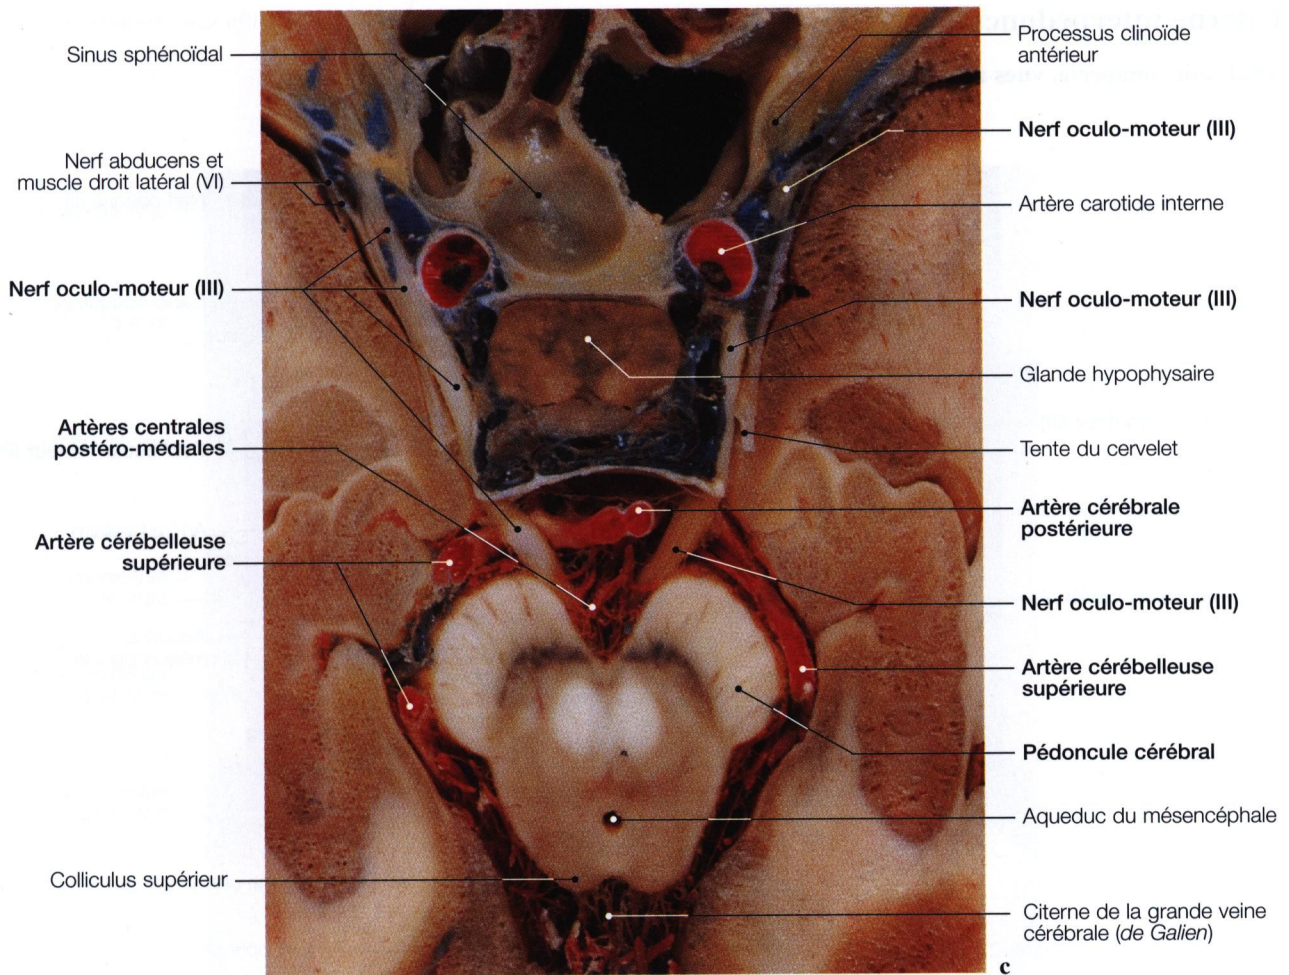 Sinus sphénoïdal
Nerf abducens et
muscle droit latéral (VI)
Nerf oculo-moteur (III)
Artères centrales
postéro-médiales
Artère cérébelleuse
supérieure
Colliculus supérieur
Processus clinoïde
antérieur
Nerf oculo-moteur (III)
Artère carotide interne
Nerf oculo-moteur (III)
Glande hypophysaire
Tente du cervelet
Artère cérébrale
postérieure
Nerf oculo-moteur (III)
Artère cérébelleuse
supérieure
Pédoncule cérébral
Aqueduc du mésencéphale
Citerne de la grande veine
cérébrale (de Galien)
c